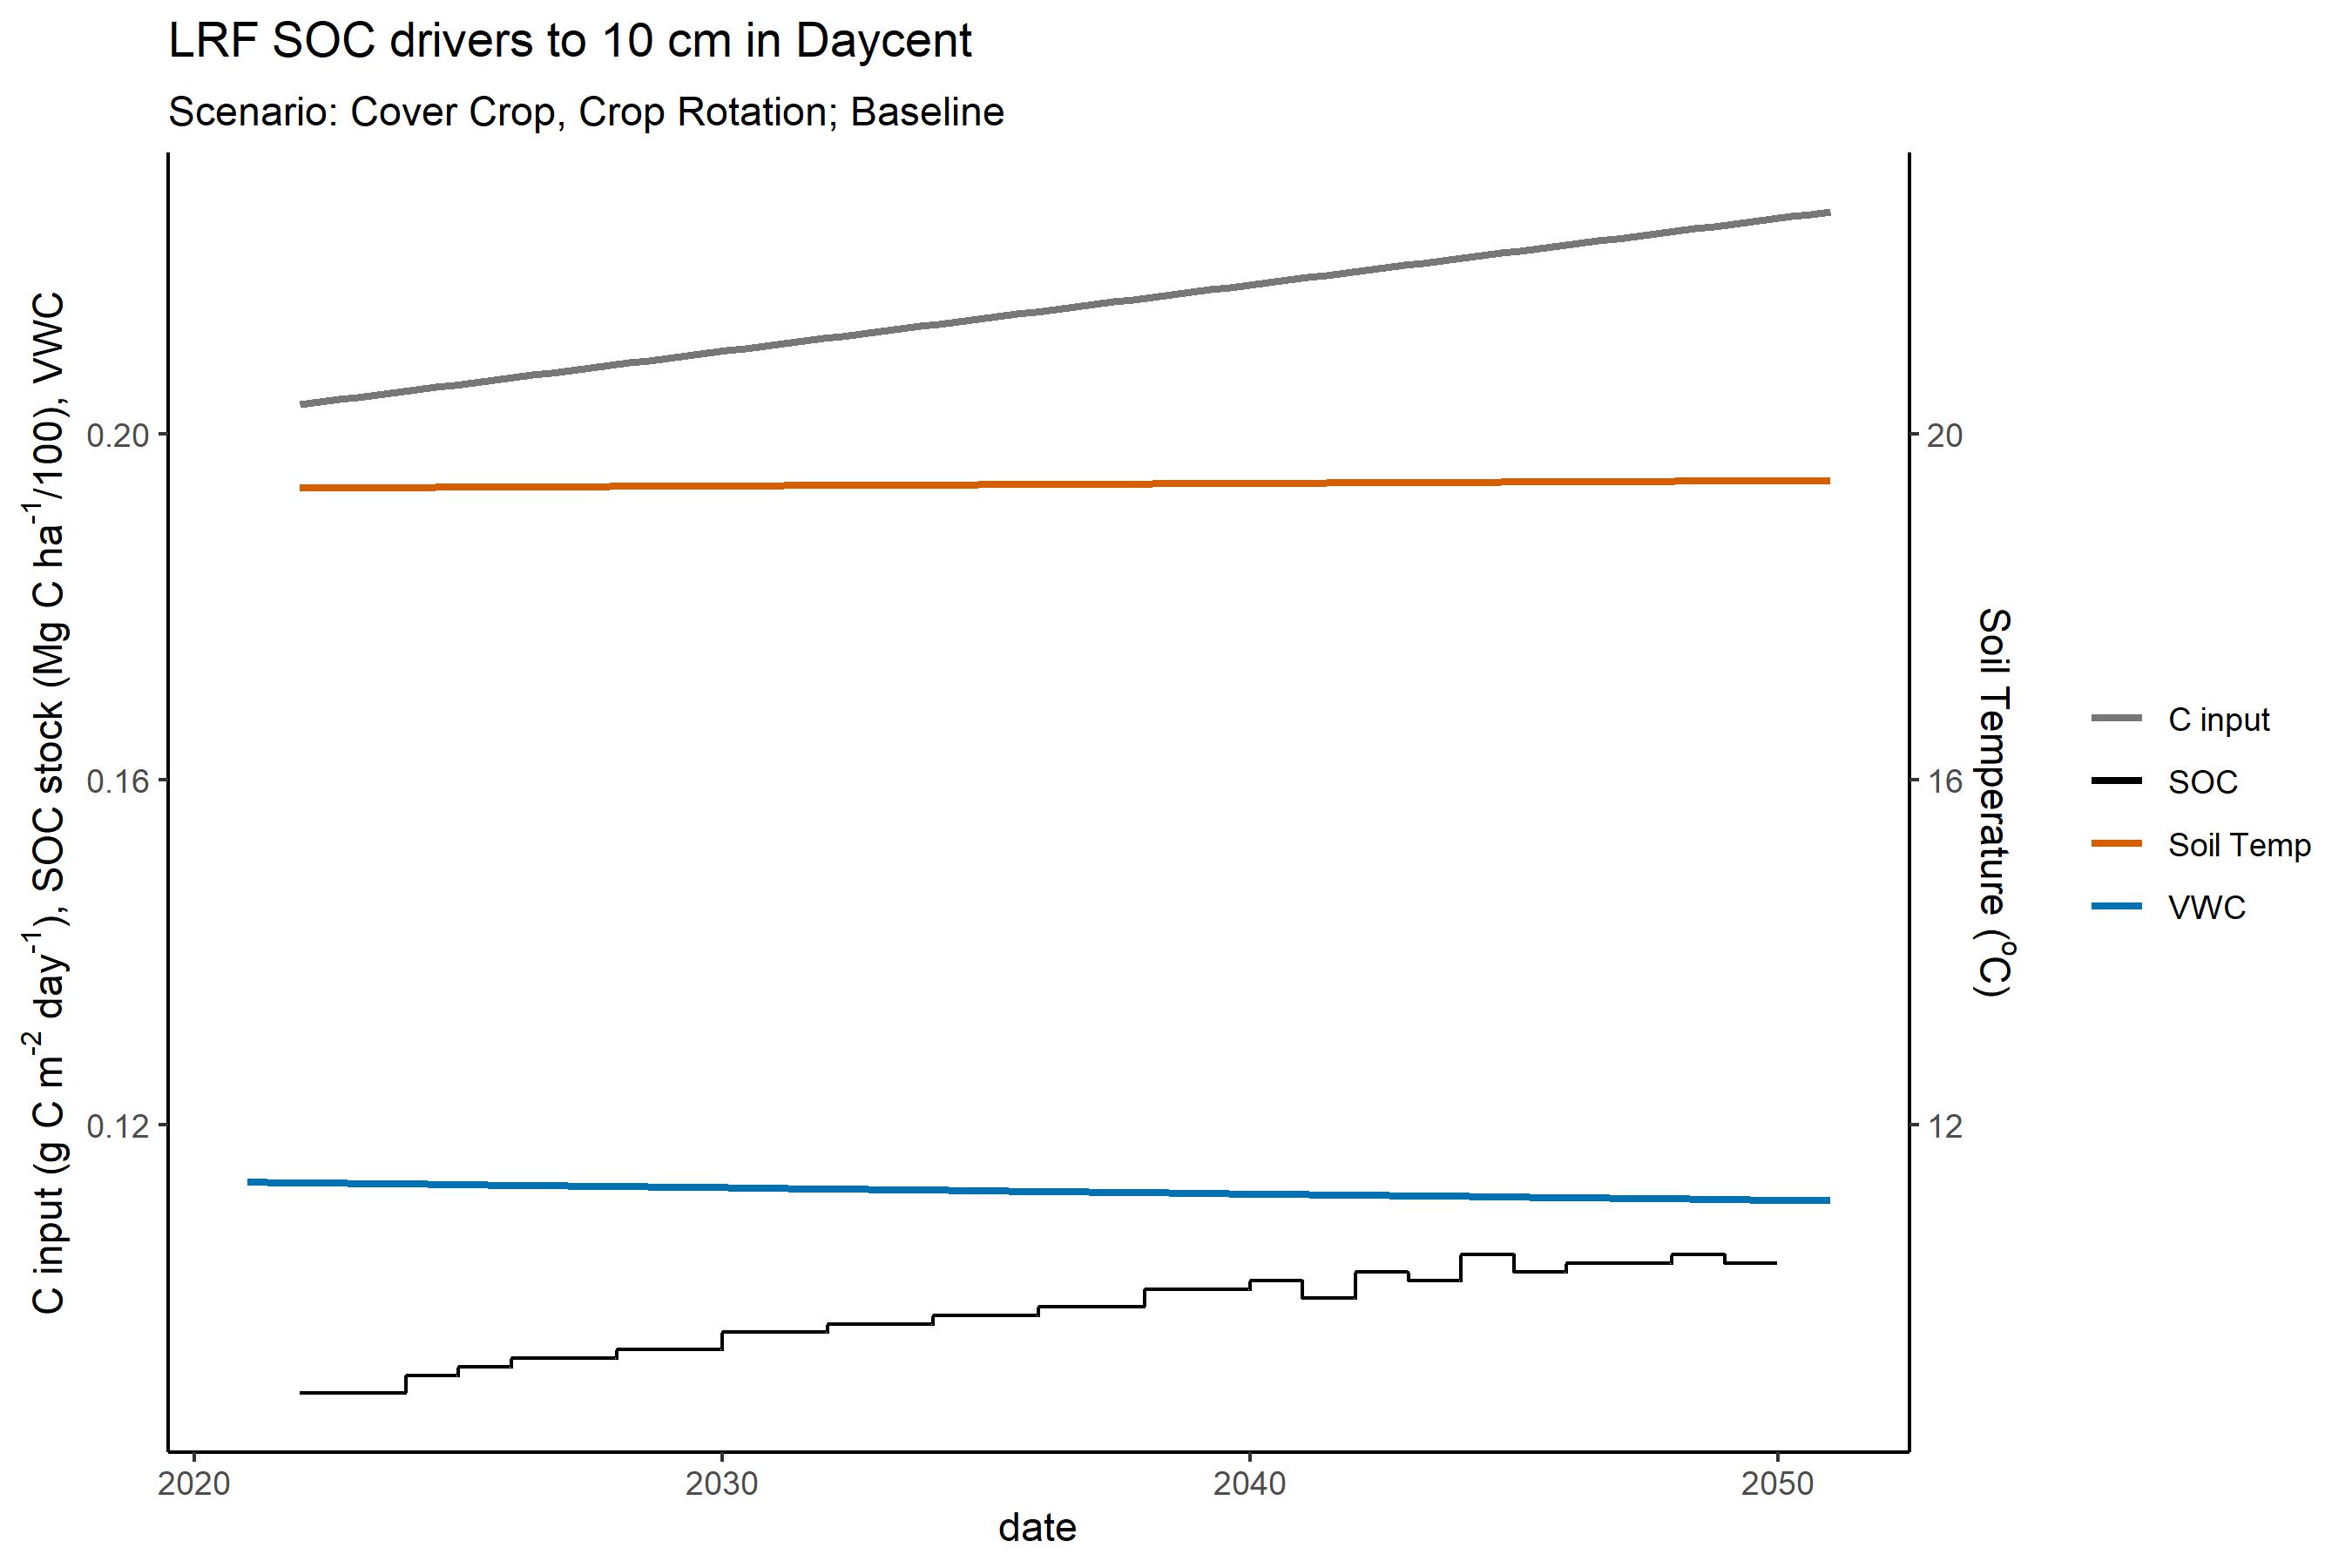 LRF SOC drivers to 10 cm in Daycent
Scenario: Cover Crop, Crop Rotation; Baseline
C input (g C m⁻² day⁻¹), SOC stock (Mg C ha⁻¹/100), VWC
0.20
0.16
0.12
20
16
12
Soil Temperature (°C)
C input
SOC
Soil Temp
VWC
2020
2030
2040
2050
date